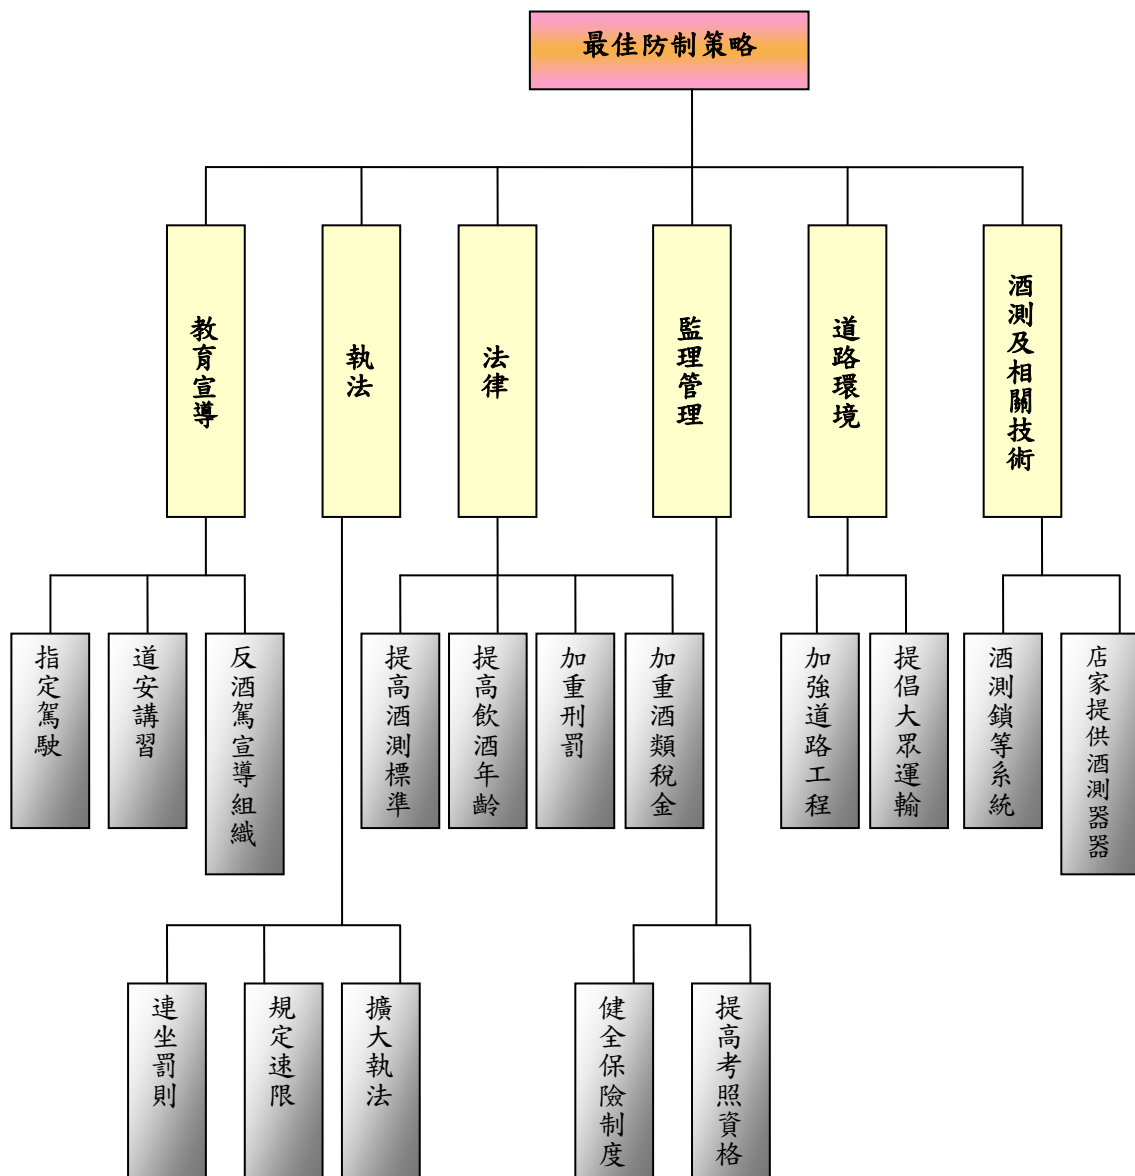 最佳防制策略
教育宣導
執法
法律
監理管理
道路環境
酒測及相關技術
指定駕駛
道安講習
反酒駕宣導組織
提高酒測標準
提高飲酒年齡
加重刑罰
加重酒類稅金
加強道路工程
提倡大眾運輸
酒測鎖等系統
店家提供酒測器器
連坐罰則
規定速限
擴大執法
健全保險制度
提高考照資格